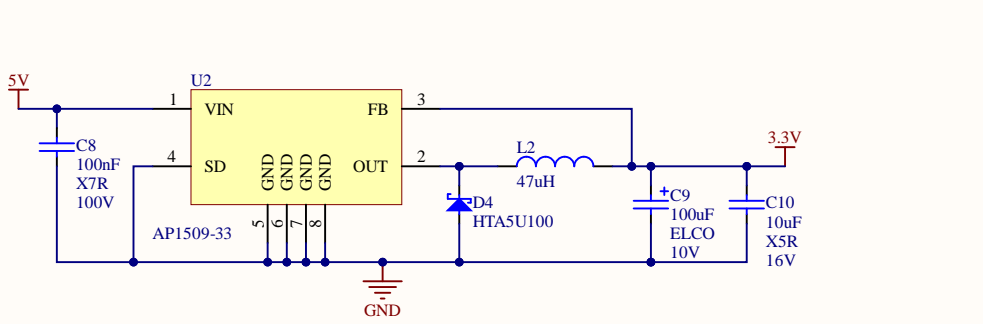 5V
U2
1
VIN
FB
3
C8
100nF
X7R
100V
4
SD
GND
GND
GND
GND
OUT
2
L2
47uH
3.3V
5
6
7
8
AP1509-33
D4
HTA5U100
+
C9
100uF
ELCO
10V
C10
10uF
X5R
16V
GND